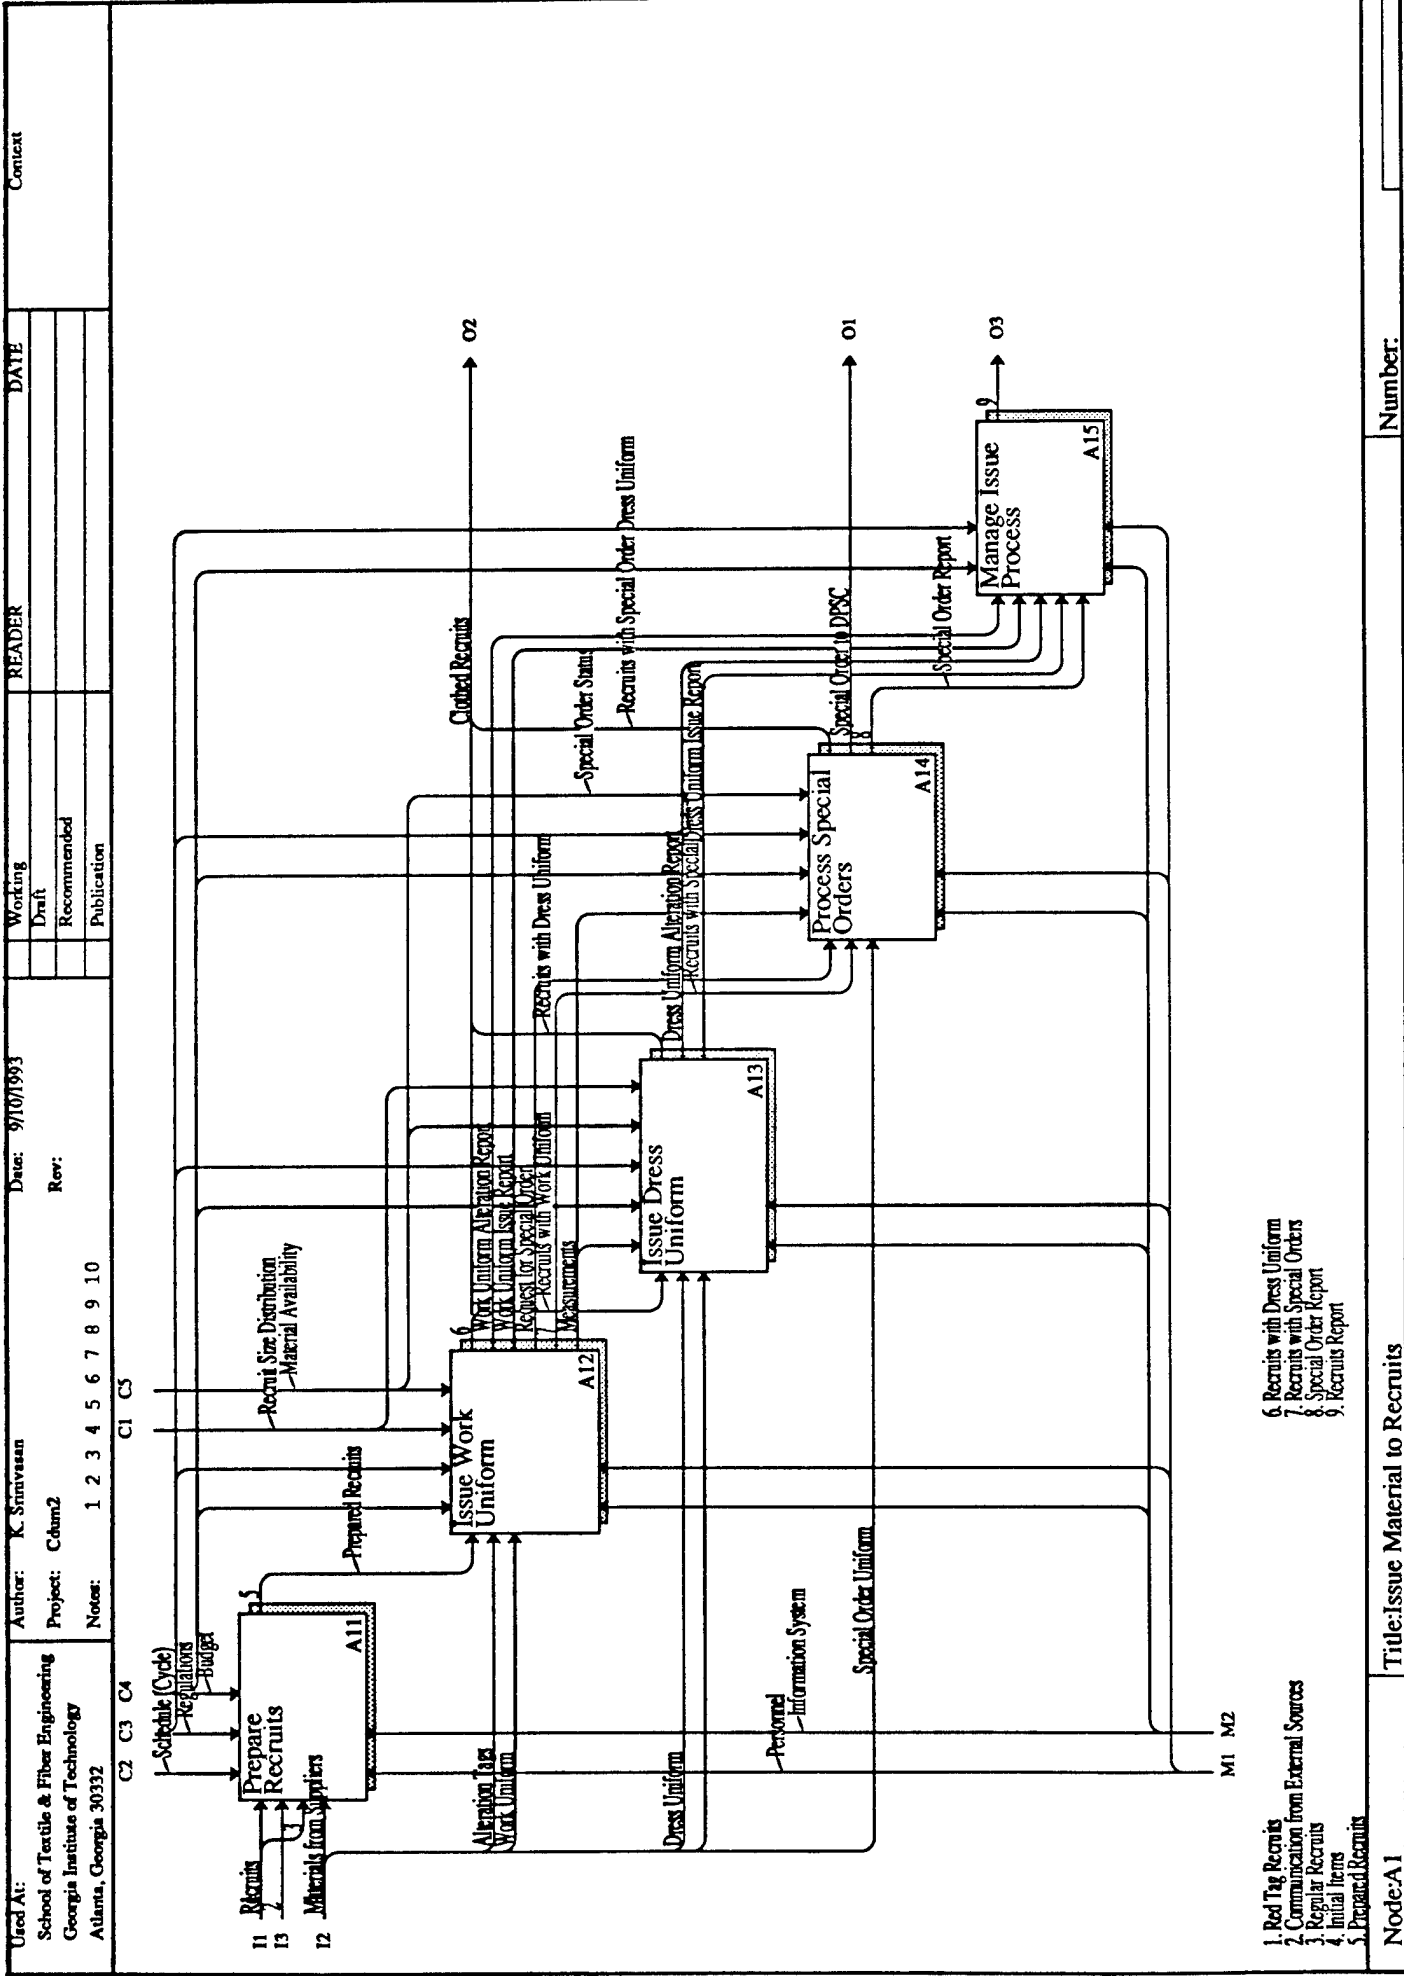 Used At:
School of Textile & Fiber Engineering
Georgia Institute of Technology
Atlanta, Georgia 30332
Author: K. Srinivasan
Project: Cdum2
Notes: 1 2 3 4 5 6 7 8 9 10
Date: 9/10/1993
Rev:
Working
Draft
Recommended
Publication
READER DATE
Context
C2 C3 C4 C1 C5
Schedule (Cycle)
Regulations
Budget
Recruit Size Distribution
Material Availability
I1
I3
I2
Recruits
2
3
Materials from Suppliers
Prepare
Recruits
A11
5
Prepared Recruits
Alteration Tags
Work Uniform
Issue Work
Uniform
A12
6
Work Uniform Alteration Report
Work Uniform Issue Report
Request for Special Order
7
Recruits with Work Uniform
Measurements
Dress Uniform
Issue Dress
Uniform
A13
Recruits with Dress Uniform
Dress Uniform Alteration Report
Recruits with Special Dress Uniform Issue Report
Special Order Uniform
Process Special
Orders
A14
Clothed Recruits
Special Order Status
Recruits with Special Order Dress Uniform
Special Order to DPSC
8
Special Order Report
Manage Issue
Process
A15
9
O2
O1
O3
Personnel
Information System
M1 M2
1. Red Tag Recruits
2. Communication from External Sources
3. Regular Recruits
4. Initial Items
5. Prepared Recruits
6. Recruits with Dress Uniform
7. Recruits with Special Orders
8. Special Order Report
9. Recruits Report
Node:A1
Title:Issue Material to Recruits
Number: